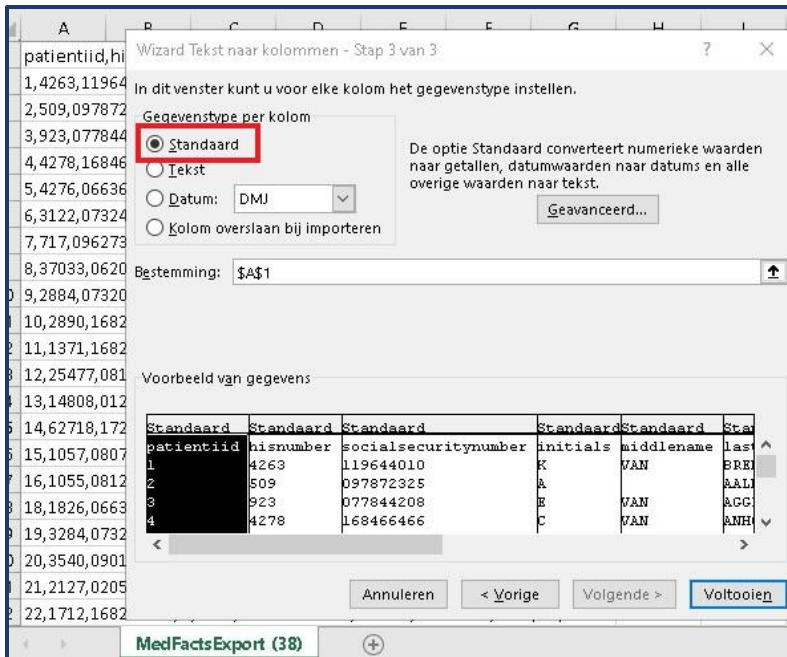 A B C D E F G H I
patientiid,hi
1,4263,11964
2,509,097872
3,923,077844
4,4278,16846
5,4276,06636
6,3122,07324
7,717,096273
8,37033,0620
9,2884,07320
10,2890,1682
11,1371,1682
12,25477,081
13,14808,012
14,62718,172
15,1057,0807
16,1055,0812
18,1826,0663
19,3284,0732
20,3540,0901
21,2127,0205
22,1712,1682
Wizard Tekst naar kolommen - Stap 3 van 3 ? ×
In dit venster kunt u voor elke kolom het gegevenstype instellen.
Gegevenstype per kolom
Standaard
Tekst
Datum: DMJ
Kolom overslaan bij importeren
De optie Standaard converteert numerieke waarden
naar getallen, datumwaarden naar datums en alle
overige waarden naar tekst.
Geavanceerd...
Bestemming: $A$1
Voorbeeld van gegevens
Standaard Standaard Standaard Standaard Standaard Stan
patientiid hisnumber socialsecuritynumber initials middlename last
1 4263 119644010 K VAN BRE
2 509 097872325 A AAL
3 923 077844208 E VAN AGG
4 4278 168466466 C VAN ANH
Annuleren < Vorige Volgende > Voltooien
MedFactsExport (38)